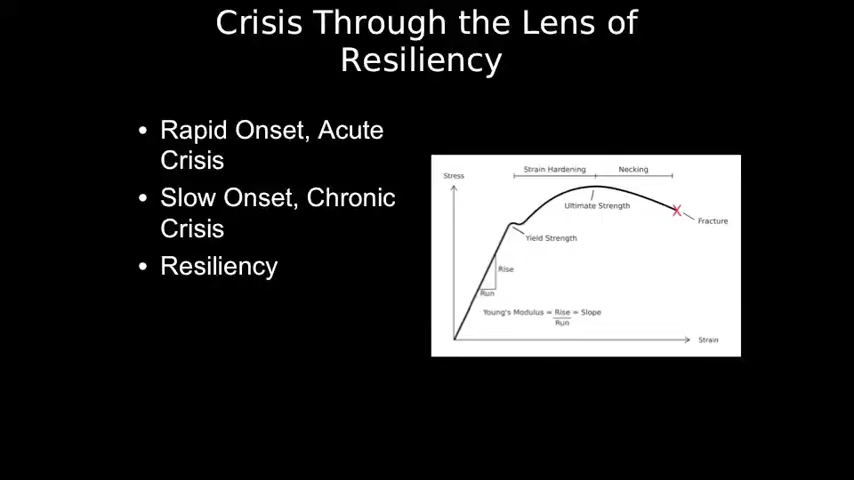 Crisis Through the Lens of
Resiliency
• Rapid Onset, Acute
Crisis
• Slow Onset, Chronic
Crisis
• Resiliency
Strain Hardening
Necking
Stress
Ultimate Strength
Fracture
Yield Strength
Rise
Run
Young's Modulus = Rise = Slope
Run
Strain